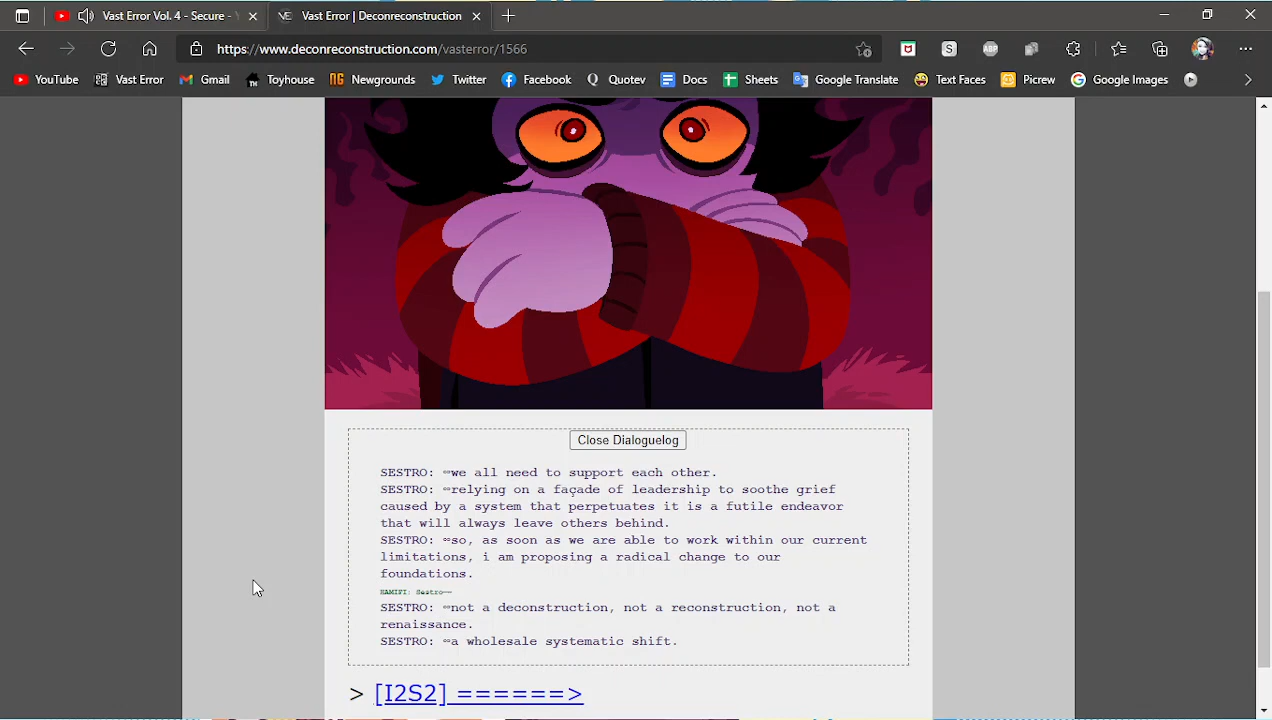 Vast Error Vol. 4 - Secure -
Vast Error | Deconreconstruction
https://www.deconreconstruction.com/vasterror/1566
S
ABP
YouTube
Vast Error
Gmail
Toyhouse
NG Newgrounds
Twitter
Facebook
Q Quotev
Docs
Sheets
Google Translate
Text Faces
Picrew
Google Images
Close Dialoguelog
SESTRO: ∞we all need to support each other.
SESTRO: ∞relying on a façade of leadership to soothe grief
caused by a system that perpetuates it is a futile endeavor
that will always leave others behind.
SESTRO: ∞so, as soon as we are able to work within our current
limitations, i am proposing a radical change to our
foundations.
HAMIFI: Sestro——
SESTRO: ∞not a deconstruction, not a reconstruction, not a
renaissance.
SESTRO: ∞a wholesale systematic shift.
> [I2S2] ======>